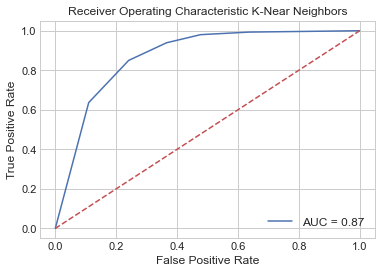 Receiver Operating Characteristic K-Near Neighbors
1.0
0.8
0.6
0.4
0.2
0.0
True Positive Rate
AUC = 0.87
0.0 0.2 0.4 0.6 0.8 1.0
False Positive Rate